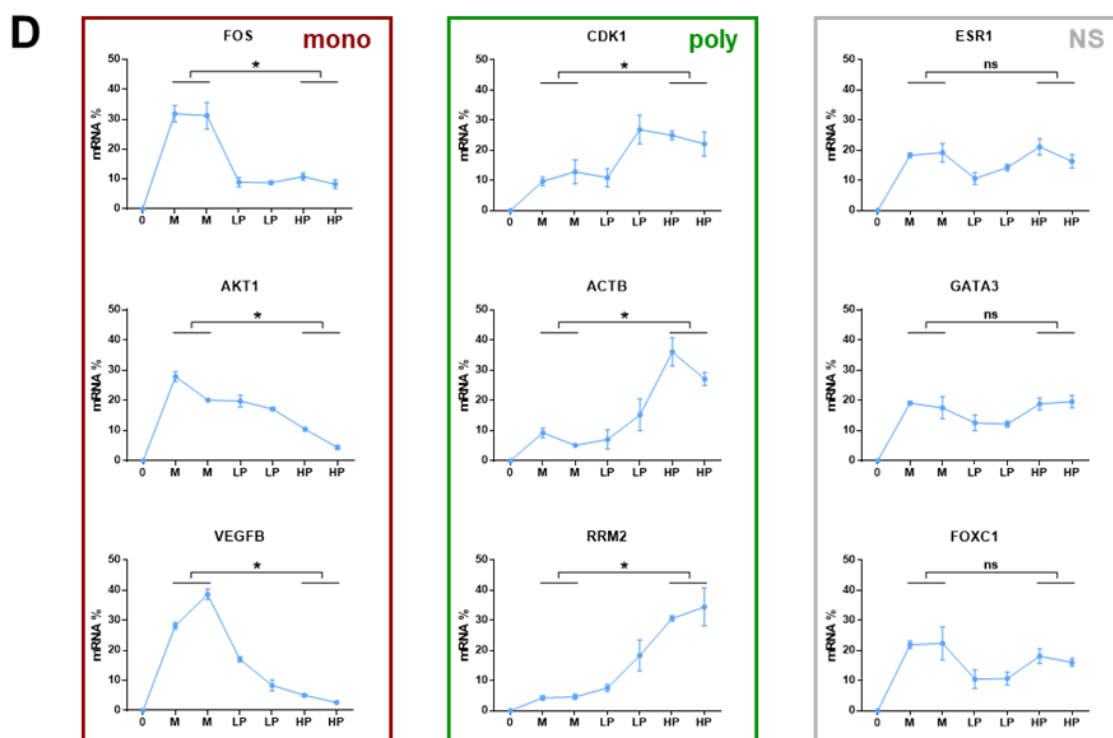 D
mono
FOS
*
mRNA %
50
40
30
20
10
0
0 M M LP LP HP HP
AKT1
*
mRNA %
50
40
30
20
10
0
0 M M LP LP HP HP
VEGFB
*
mRNA %
50
40
30
20
10
0
0 M M LP LP HP HP
poly
CDK1
*
mRNA %
50
40
30
20
10
0
0 M M LP LP HP HP
ACTB
*
mRNA %
50
40
30
20
10
0
0 M M LP LP HP HP
RRM2
*
mRNA %
50
40
30
20
10
0
0 M M LP LP HP HP
NS
ESR1
ns
mRNA %
50
40
30
20
10
0
0 M M LP LP HP HP
GATA3
ns
mRNA %
50
40
30
20
10
0
0 M M LP LP HP HP
FOXC1
ns
mRNA %
50
40
30
20
10
0
0 M M LP LP HP HP